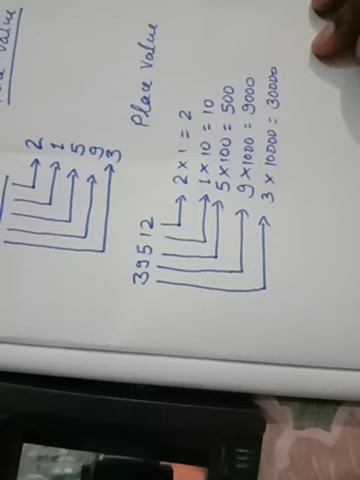 Value
2
1
5
9
3
Place Value
39512
2 × 1 = 2
1 × 10 = 10
5 × 100 = 500
9 × 1000 = 9000
3 × 10000 = 30000